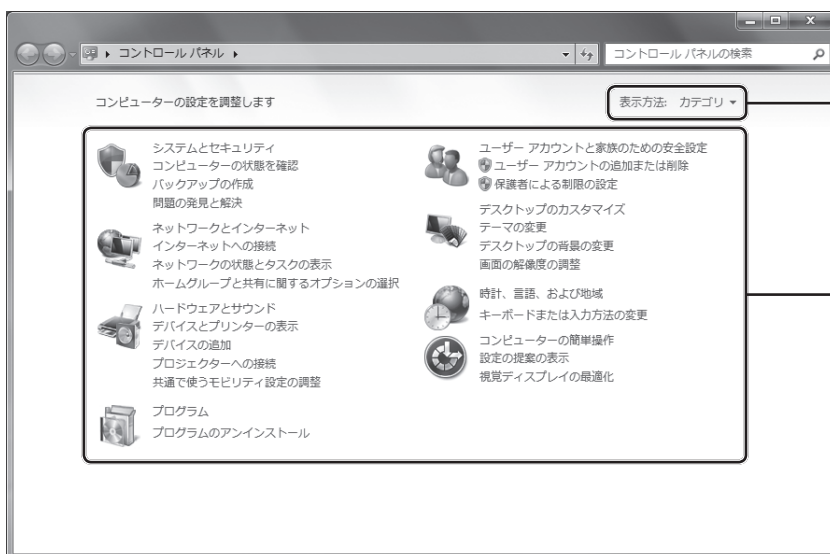 コントロール パネル
コントロール パネルの検索
コンピューターの設定を調整します
表示方法: カテゴリ
システムとセキュリティ
コンピューターの状態を確認
バックアップの作成
問題の発見と解決
ネットワークとインターネット
インターネットへの接続
ネットワークの状態とタスクの表示
ホームグループと共有に関するオプションの選択
ハードウェアとサウンド
デバイスとプリンターの表示
デバイスの追加
プロジェクターへの接続
共通で使うモビリティ設定の調整
プログラム
プログラムのアンインストール
ユーザー アカウントと家族のための安全設定
ユーザー アカウントの追加または削除
保護者による制限の設定
デスクトップのカスタマイズ
テーマの変更
デスクトップの背景の変更
画面の解像度の調整
時計、言語、および地域
キーボードまたは入力方法の変更
コンピューターの簡単操作
設定の提案の表示
視覚ディスプレイの最適化